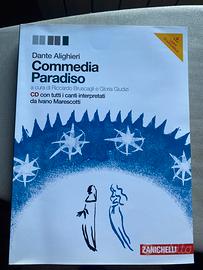 Dante Alighieri
Commedia
Paradiso
a cura di Riccardo Bruscagli e Gloria Giudizi
CD con tutti i canti interpretati
da Ivano Marescotti
ZANICHELLI